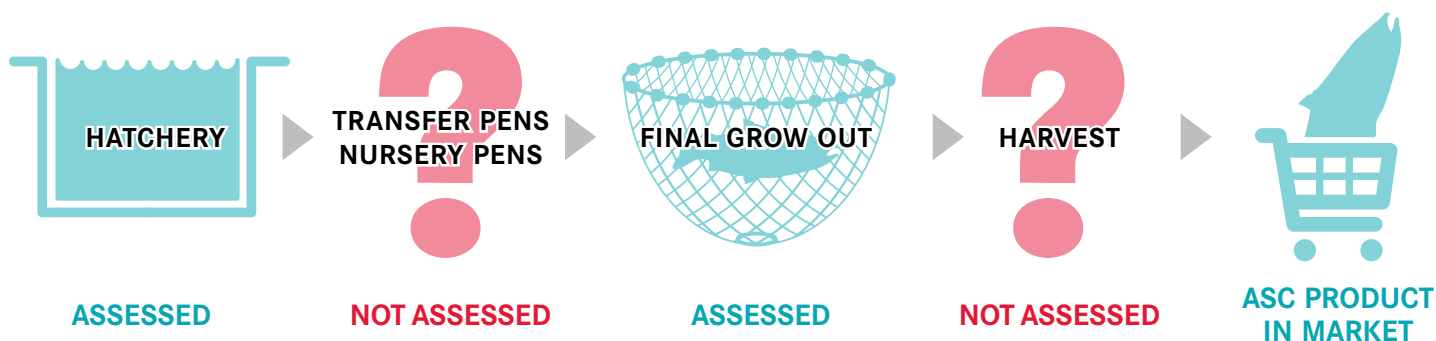 HATCHERY
TRANSFER PENS
NURSERY PENS
FINAL GROW OUT
HARVEST
ASSESSED
NOT ASSESSED
ASSESSED
NOT ASSESSED
ASC PRODUCT
IN MARKET